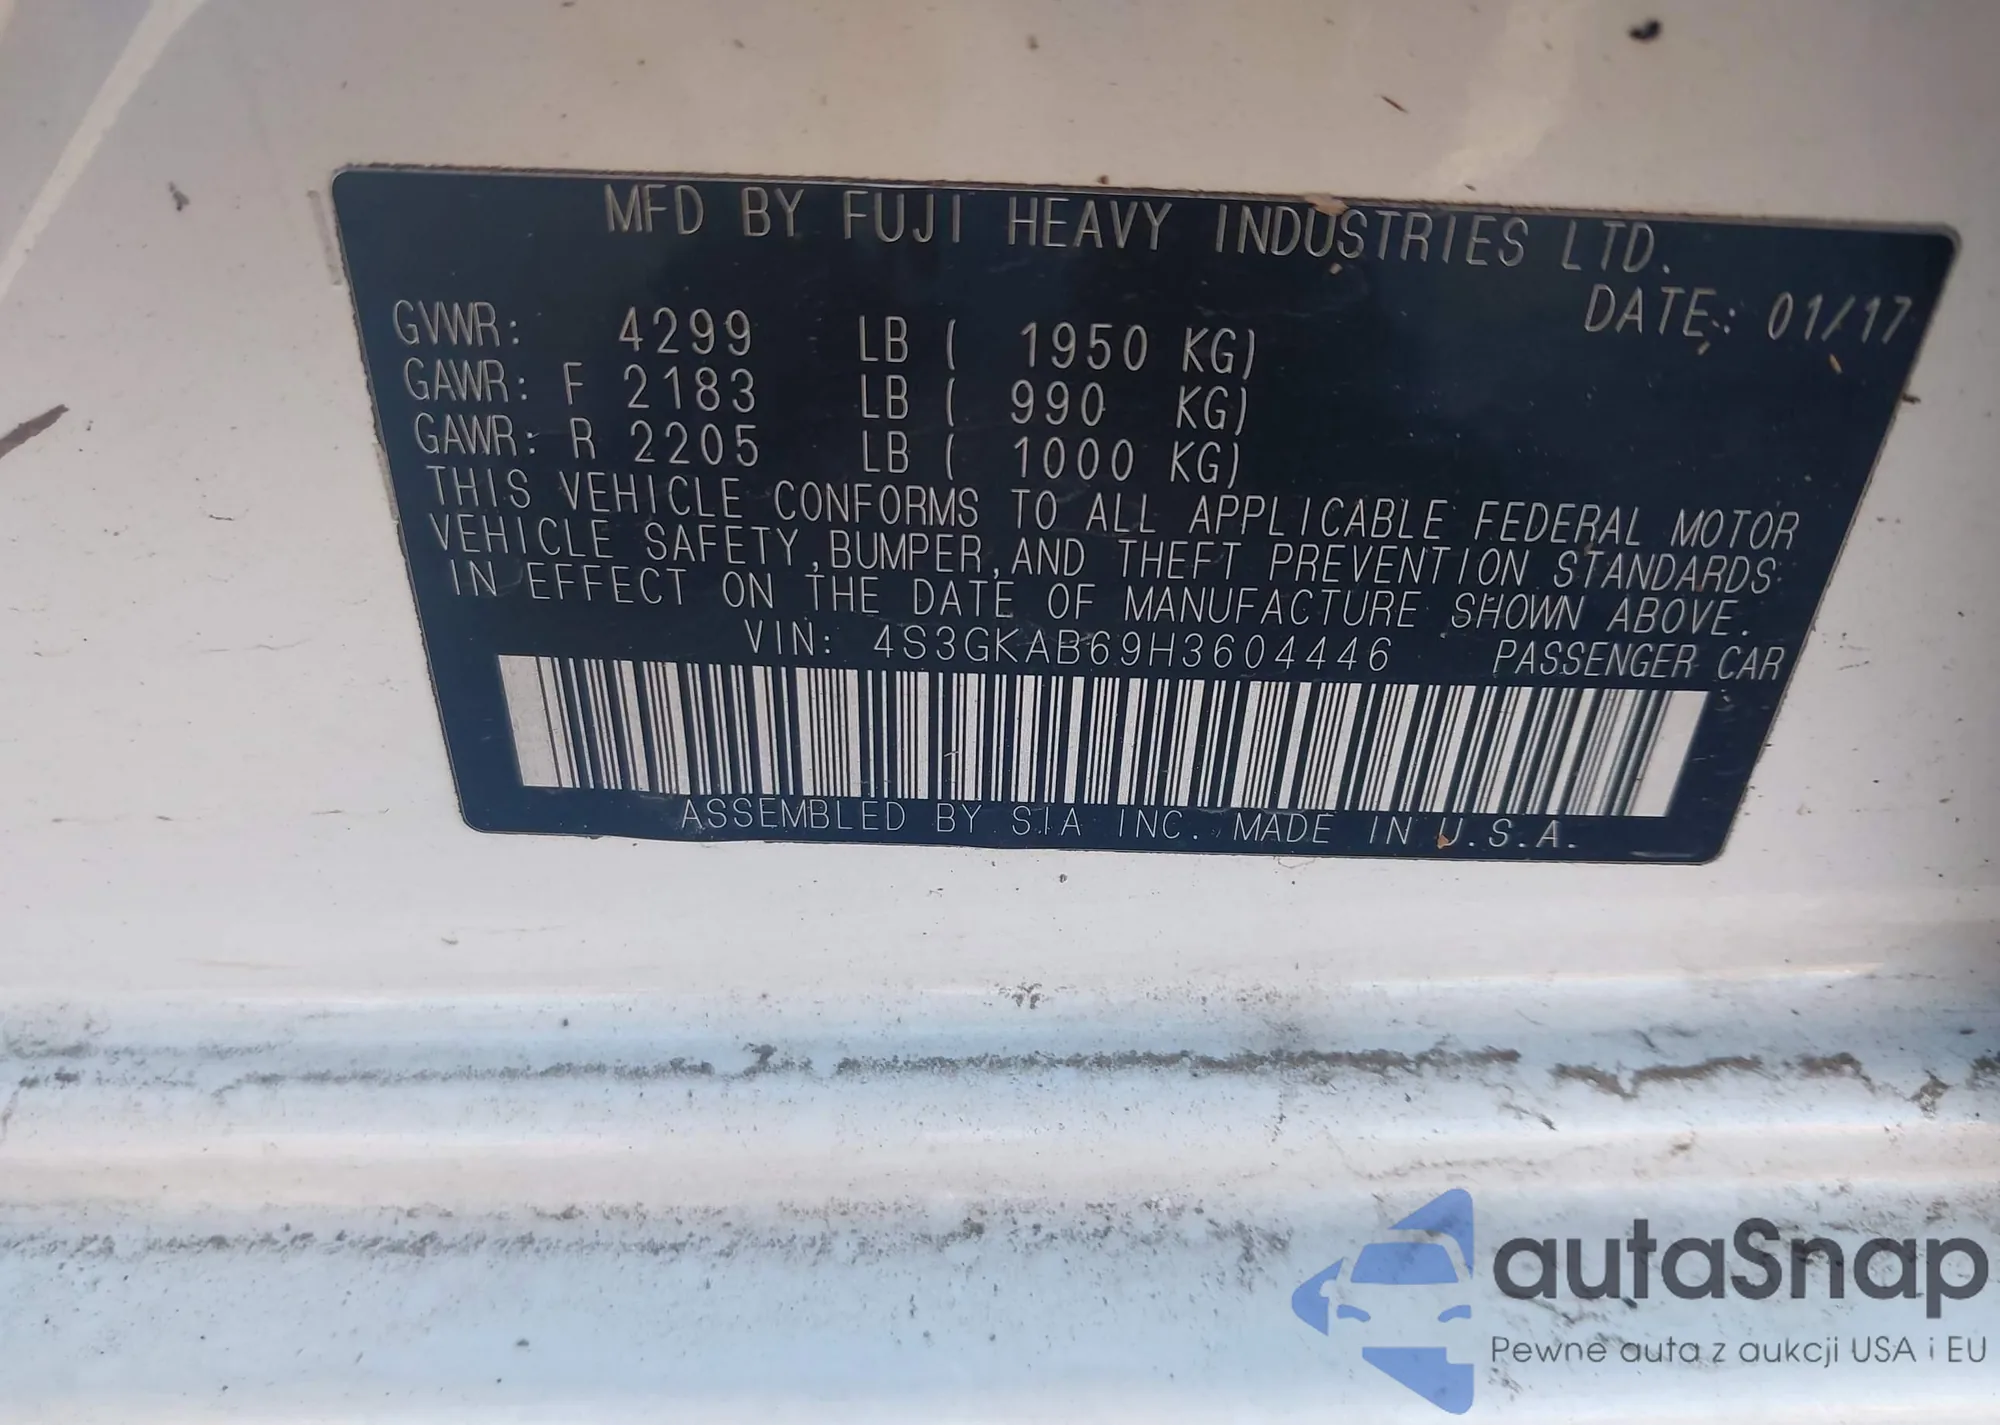 MFD BY FUJI HEAVY INDUSTRIES LTD.
DATE: 01/17
GVWR: 4299 LB ( 1950 KG)
GAWR: F 2183 LB ( 990 KG)
GAWR: R 2205 LB ( 1000 KG)
THIS VEHICLE CONFORMS TO ALL APPLICABLE FEDERAL MOTOR
VEHICLE SAFETY,BUMPER,AND THEFT PREVENTION STANDARDS
IN EFFECT ON THE DATE OF MANUFACTURE SHOWN ABOVE.
VIN: 4S3GKAB69H3604446 PASSENGER CAR
ASSEMBLED BY SIA INC. MADE IN U.S.A.
autaSnap
Pewne auta z aukcji USA i EU